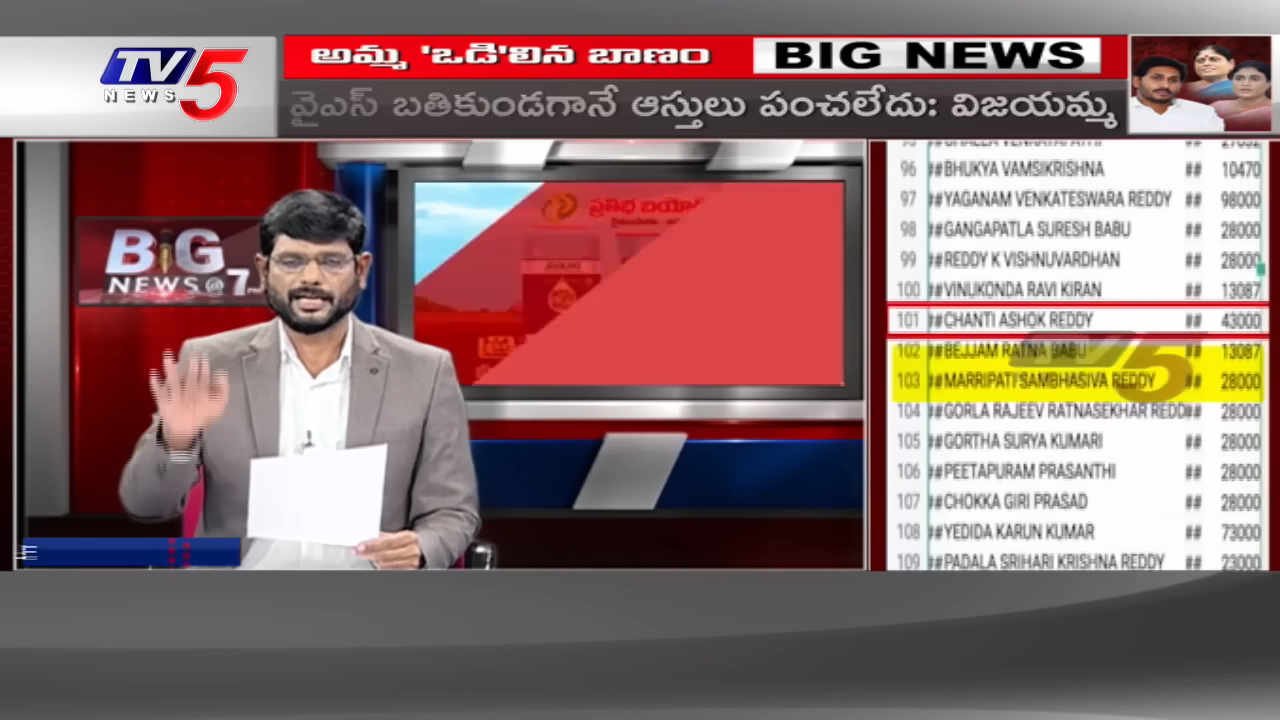 TV5
NEWS
అమ్మ 'ఒడి'లిన బాణం
BIG NEWS
వైఎస్ బతికుండగానే ఆస్తులు పంచలేదు: విజయమ్మ
BIG
NEWS@7
ప్రతిభ బయో
96 ##BHUKYA VAMSIKRISHNA ## 10470
97 ##YAGANAM VENKATESWARA REDDY ## 98000
98 ##GANGAPATLA SURESH BABU ## 28000
99 ##REDDY K VISHNUVARDHAN ## 28000
100 ##VINUKONDA RAVI KIRAN ## 13087
101 ##CHANTI ASHOK REDDY ## 43000
102 ##BEJJAM RATNA BABU ## 13087
103 ##MARRIPATI SAMBHASIVA REDDY ## 28000
104 ##GORLA RAJEEV RATNASEKHAR REDD## 28000
105 ##GORTHA SURYA KUMARI ## 28000
106 ##PEETAPURAM PRASANTHI ## 28000
107 ##CHOKKA GIRI PRASAD ## 28000
108 ##YEDIDA KARUN KUMAR ## 73000
109 ##PADALA SRIHARI KRISHNA REDDY ## 23000